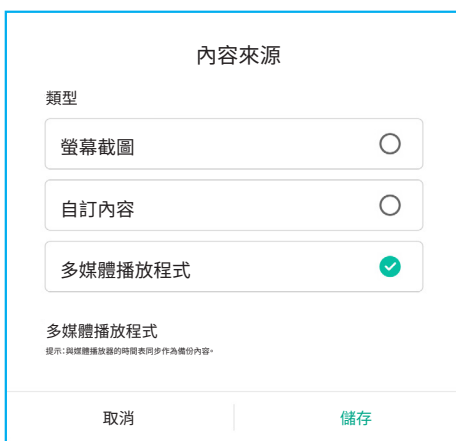 內容來源
類型
螢幕截圖
自訂內容
多媒體播放程式
多媒體播放程式
提示:與媒體播放器的時間表同步作為備份內容。
取消
儲存